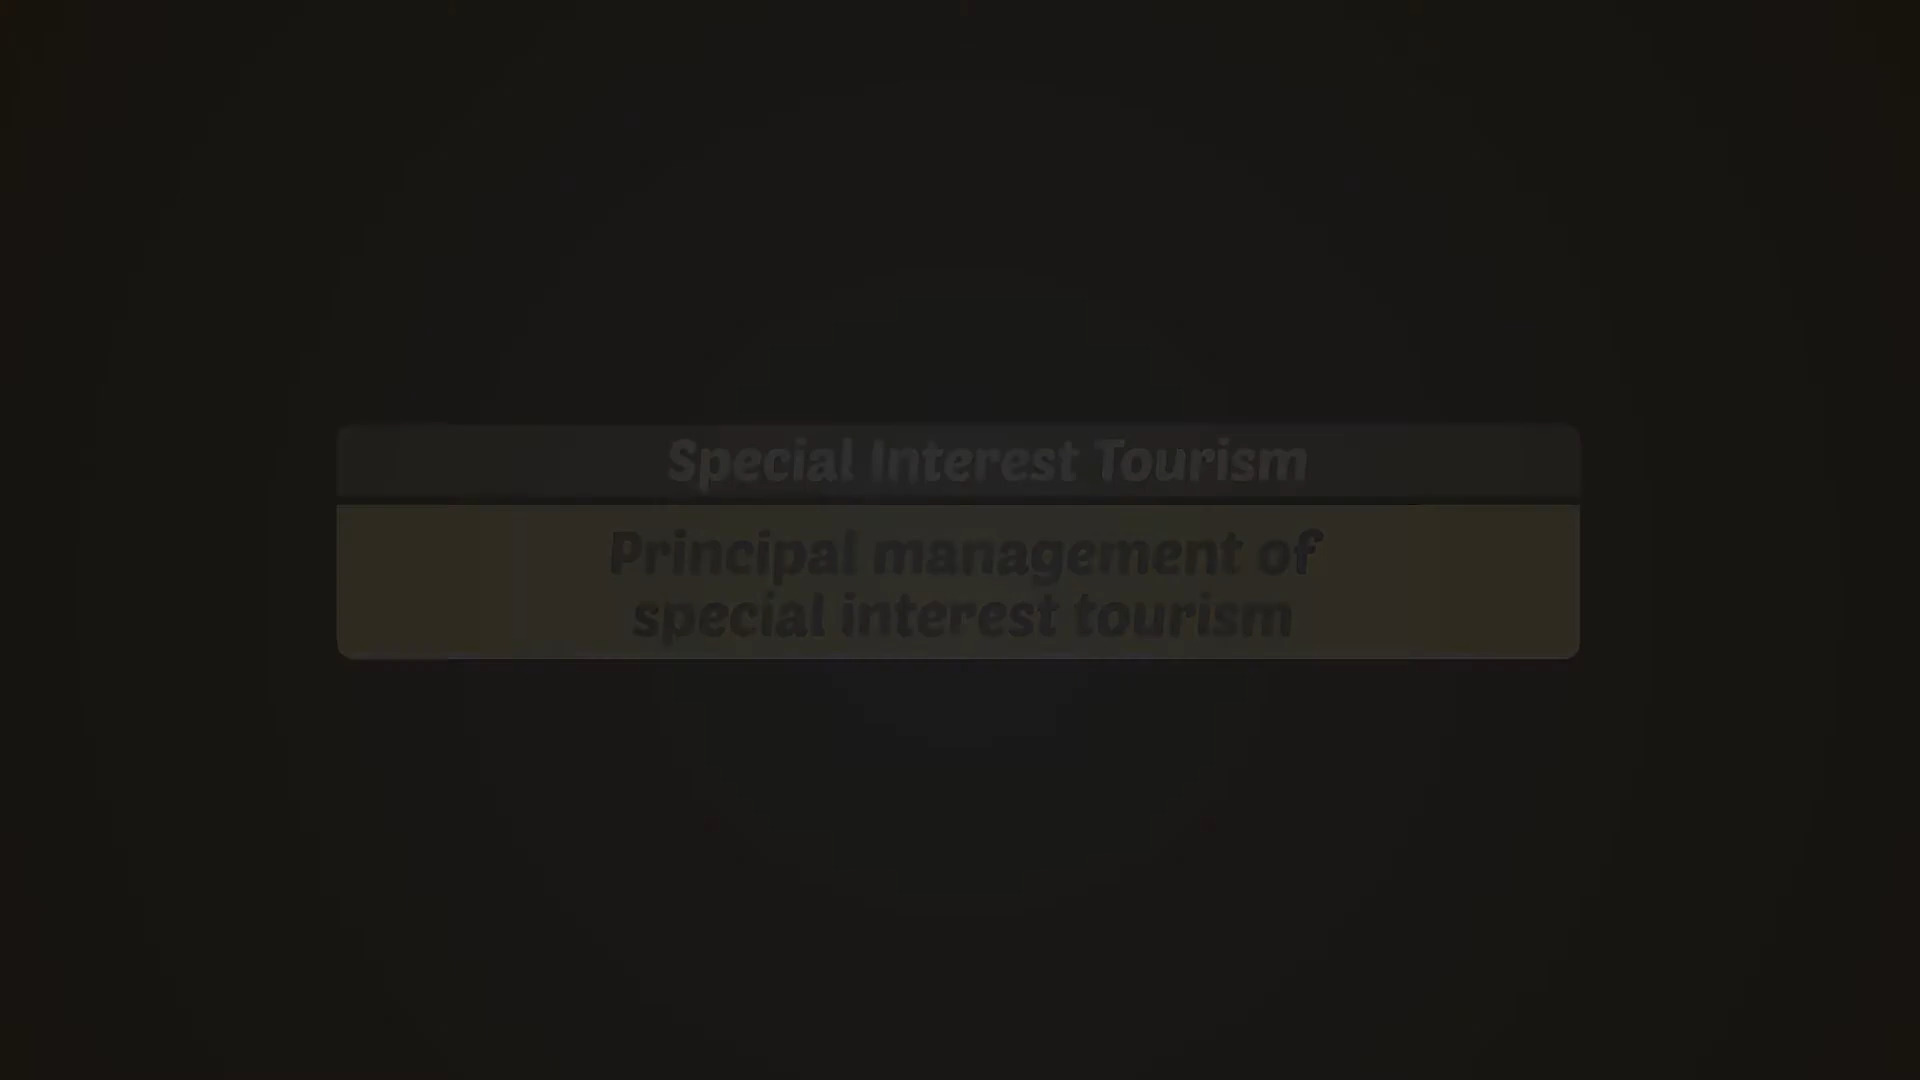 Special Interest Tourism
Principal management of
special interest tourism